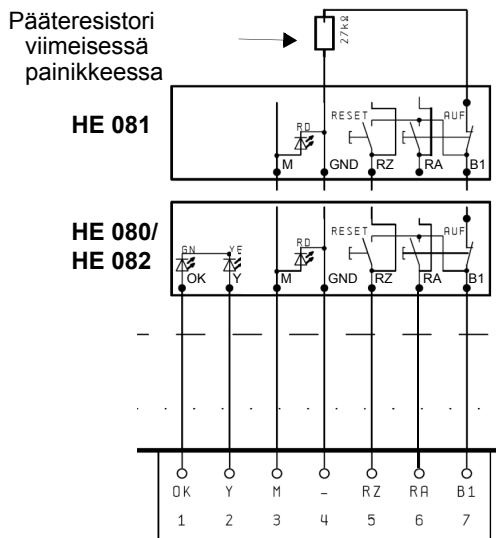 Pääteresistori
viimeisessä
painikkeessa
27kΩ
HE 081
RD
RESET
AUF
M GND RZ RA B1
HE 080/
HE 082
GN YE RD
RESET
AUF
OK Y M GND RZ RA B1
OK Y M – RZ RA B1
1 2 3 4 5 6 7